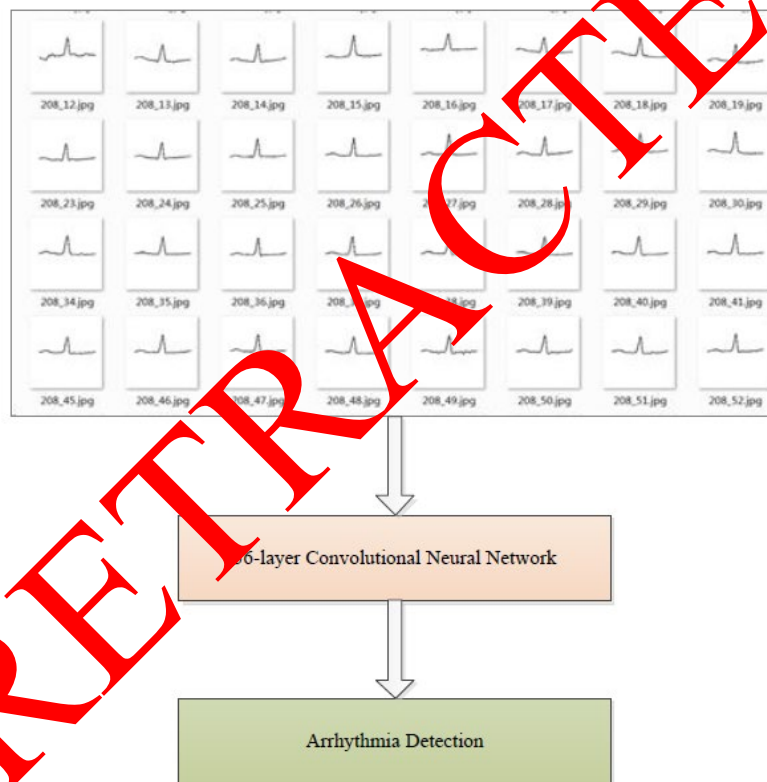 208_12.jpg 208_13.jpg 208_14.jpg 208_15.jpg 208_16.jpg 208_17.jpg 208_18.jpg 208_19.jpg
208_23.jpg 208_24.jpg 208_25.jpg 208_26.jpg 208_28.jpg 208_29.jpg 208_30.jpg
208_34.jpg 208_35.jpg 208_36.jpg 208_39.jpg 208_40.jpg 208_41.jpg
208_45.jpg 208_46.jpg 208_47.jpg 208_48.jpg 208_49.jpg 208_50.jpg 208_51.jpg 208_52.jpg
Convolutional Neural Network
Arrhythmia Detection
RETRACTE